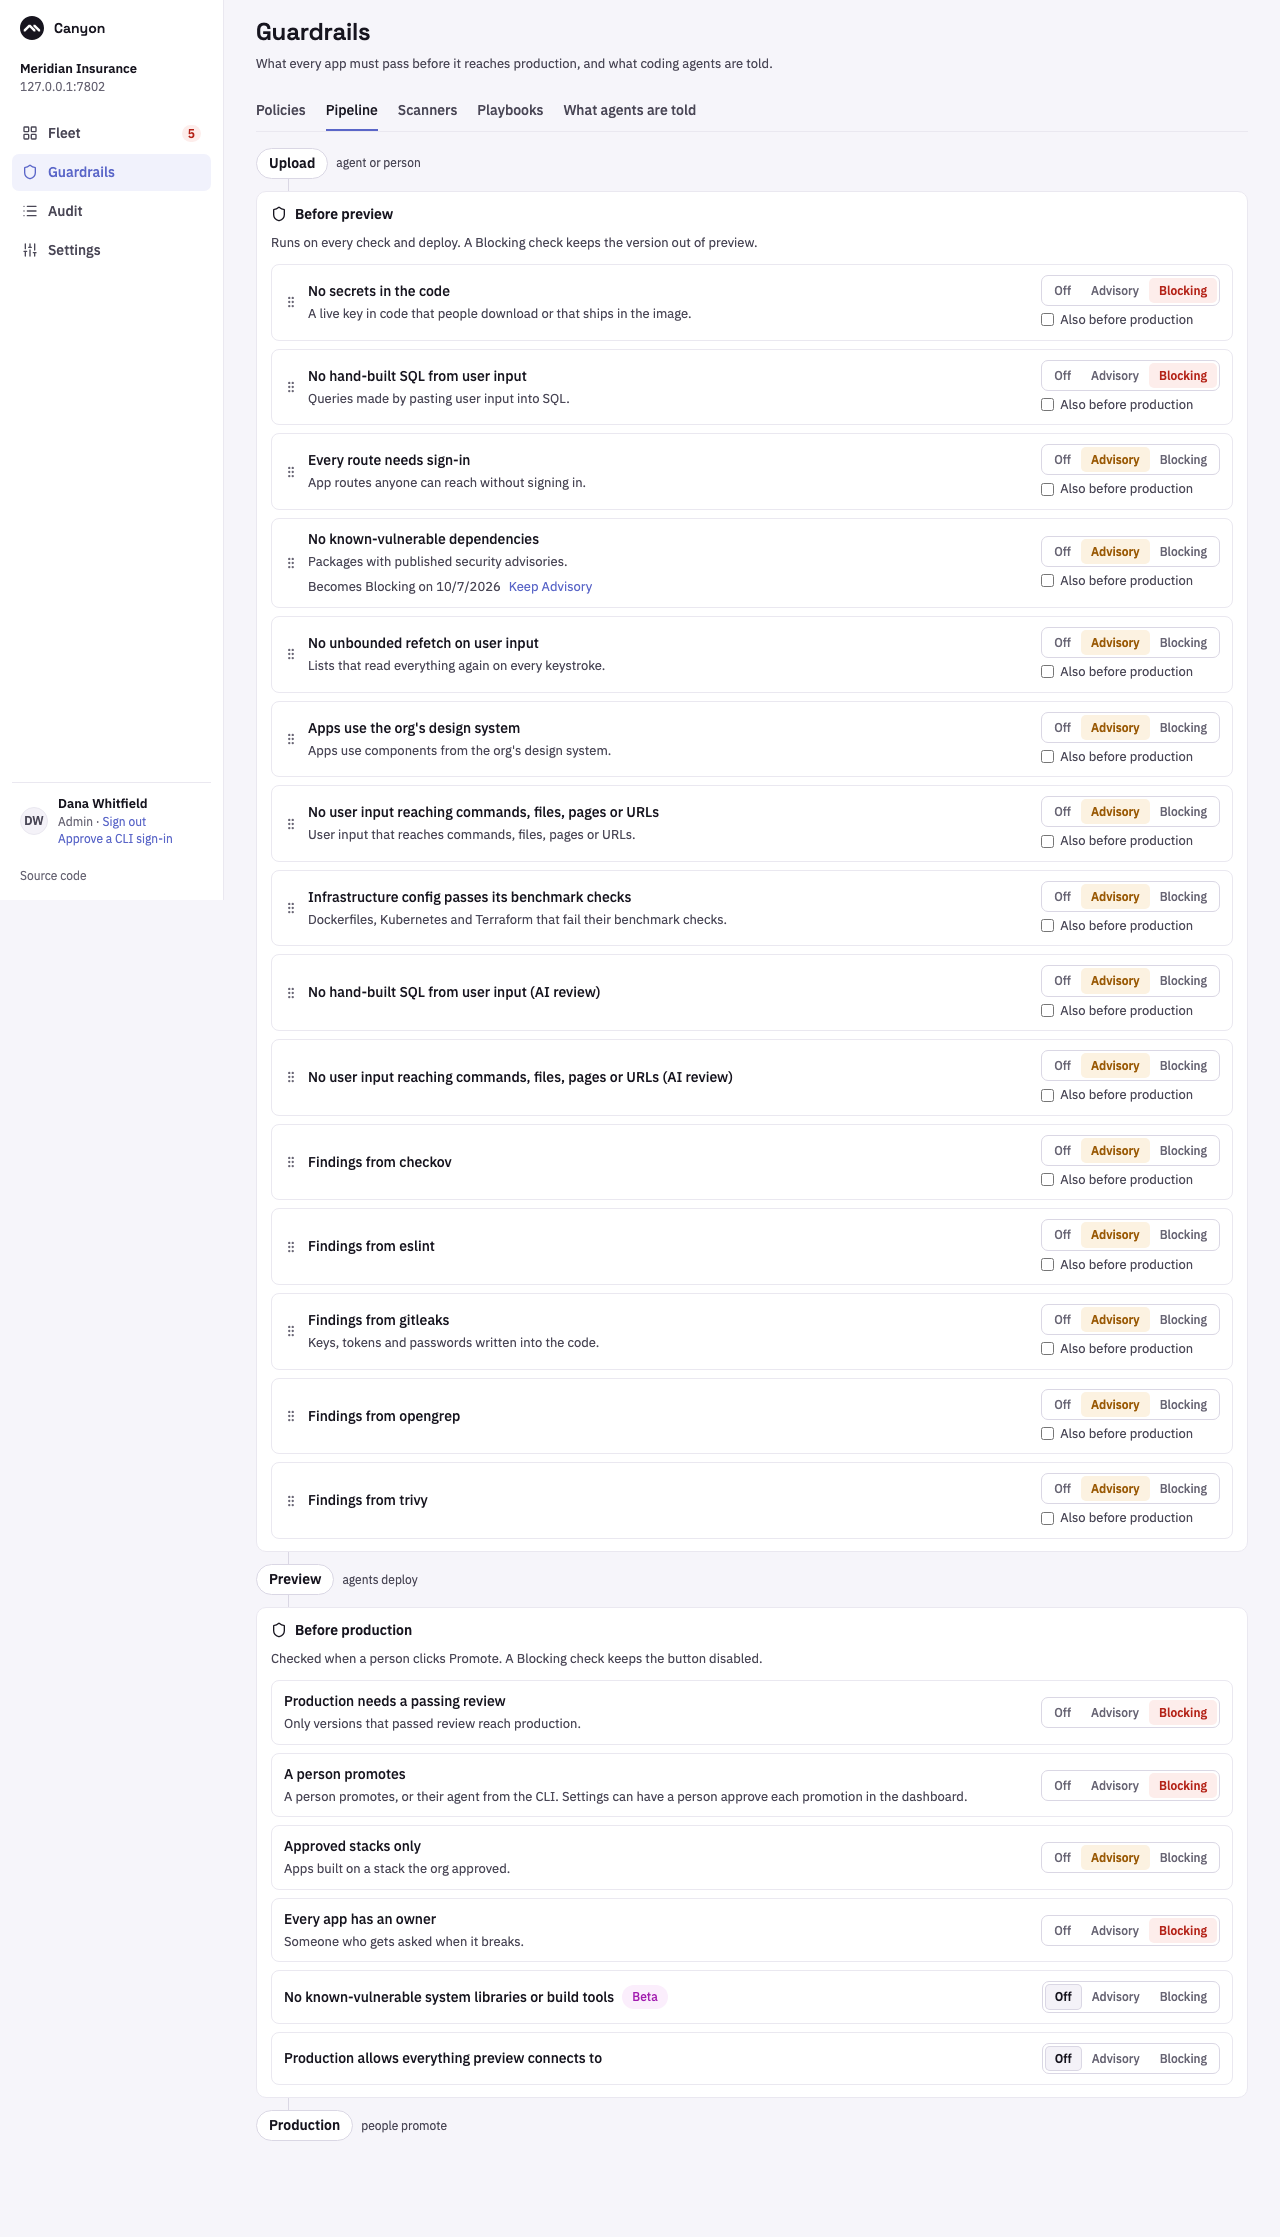 Canyon
Meridian Insurance
127.0.0.1:7802
Fleet
5
Guardrails
Audit
Settings
Dana Whitfield
DW
Admin · Sign out
Approve a CLI sign-in
Source code
Guardrails
What every app must pass before it reaches production, and what coding agents are told.
Policies Pipeline Scanners Playbooks What agents are told
Upload agent or person
Before preview
Runs on every check and deploy. A Blocking check keeps the version out of preview.
No secrets in the code
A live key in code that people download or that ships in the image.
Off Advisory Blocking
Also before production
No hand-built SQL from user input
Queries made by pasting user input into SQL.
Off Advisory Blocking
Also before production
Every route needs sign-in
App routes anyone can reach without signing in.
Off Advisory Blocking
Also before production
No known-vulnerable dependencies
Packages with published security advisories.
Becomes Blocking on 10/7/2026 Keep Advisory
Off Advisory Blocking
Also before production
No unbounded refetch on user input
Lists that read everything again on every keystroke.
Off Advisory Blocking
Also before production
Apps use the org's design system
Apps use components from the org's design system.
Off Advisory Blocking
Also before production
No user input reaching commands, files, pages or URLs
User input that reaches commands, files, pages or URLs.
Off Advisory Blocking
Also before production
Infrastructure config passes its benchmark checks
Dockerfiles, Kubernetes and Terraform that fail their benchmark checks.
Off Advisory Blocking
Also before production
No hand-built SQL from user input (AI review)
Off Advisory Blocking
Also before production
No user input reaching commands, files, pages or URLs (AI review)
Off Advisory Blocking
Also before production
Findings from checkov
Off Advisory Blocking
Also before production
Findings from eslint
Off Advisory Blocking
Also before production
Findings from gitleaks
Keys, tokens and passwords written into the code.
Off Advisory Blocking
Also before production
Findings from opengrep
Off Advisory Blocking
Also before production
Findings from trivy
Off Advisory Blocking
Also before production
Preview agents deploy
Before production
Checked when a person clicks Promote. A Blocking check keeps the button disabled.
Production needs a passing review
Only versions that passed review reach production.
Off Advisory Blocking
A person promotes
A person promotes, or their agent from the CLI. Settings can have a person approve each promotion in the dashboard.
Off Advisory Blocking
Approved stacks only
Apps built on a stack the org approved.
Off Advisory Blocking
Every app has an owner
Someone who gets asked when it breaks.
Off Advisory Blocking
No known-vulnerable system libraries or build tools Beta
Off Advisory Blocking
Production allows everything preview connects to
Off Advisory Blocking
Production people promote